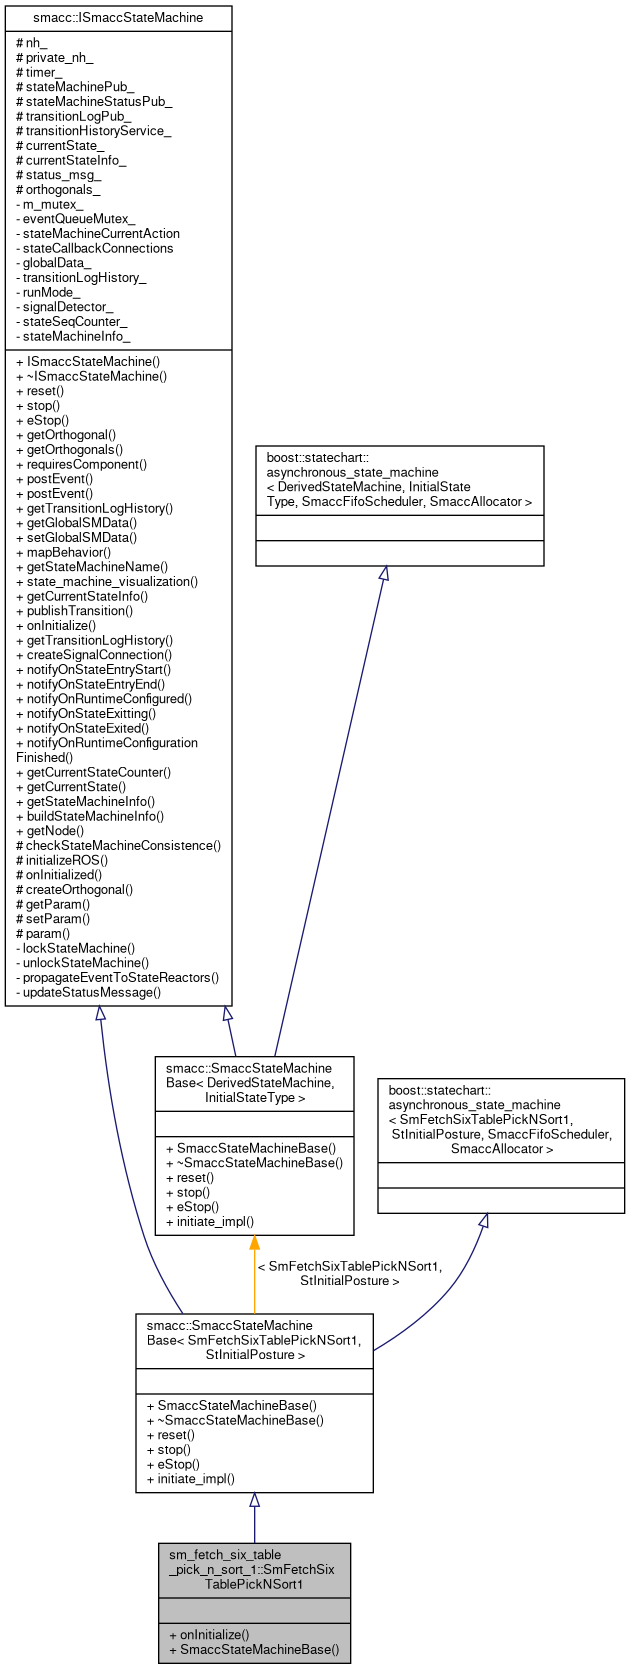 smacc::ISmaccStateMachine
# nh_
# private_nh_
# timer_
# stateMachinePub_
# stateMachineStatusPub_
# transitionLogPub_
# transitionHistoryService_
# currentState_
# currentStateInfo_
# status_msg_
# orthogonals_
- m_mutex_
- eventQueueMutex_
- stateMachineCurrentAction
- stateCallbackConnections
- globalData_
- transitionLogHistory_
- runMode_
- signalDetector_
- stateSeqCounter_
- stateMachineInfo_
+ ISmaccStateMachine()
+ ~ISmaccStateMachine()
+ reset()
+ stop()
+ eStop()
+ getOrthogonal()
+ getOrthogonals()
+ requiresComponent()
+ postEvent()
+ postEvent()
+ getTransitionLogHistory()
+ getGlobalSMData()
+ setGlobalSMData()
+ mapBehavior()
+ getStateMachineName()
+ state_machine_visualization()
+ getCurrentStateInfo()
+ publishTransition()
+ onInitialize()
+ getTransitionLogHistory()
+ createSignalConnection()
+ notifyOnStateEntryStart()
+ notifyOnStateEntryEnd()
+ notifyOnRuntimeConfigured()
+ notifyOnStateExitting()
+ notifyOnStateExited()
+ notifyOnRuntimeConfiguration
Finished()
+ getCurrentStateCounter()
+ getCurrentState()
+ getStateMachineInfo()
+ buildStateMachineInfo()
+ getNode()
# checkStateMachineConsistence()
# initializeROS()
# onInitialized()
# createOrthogonal()
# getParam()
# setParam()
# param()
- lockStateMachine()
- unlockStateMachine()
- propagateEventToStateReactors()
- updateStatusMessage()
boost::statechart::
asynchronous_state_machine
< DerivedStateMachine, InitialState
Type, SmaccFifoScheduler, SmaccAllocator >
smacc::SmaccStateMachine
Base< DerivedStateMachine,
InitialStateType >
+ SmaccStateMachineBase()
+ ~SmaccStateMachineBase()
+ reset()
+ stop()
+ eStop()
+ initiate_impl()
boost::statechart::
asynchronous_state_machine
< SmFetchSixTablePickNSort1,
StInitialPosture, SmaccFifoScheduler,
SmaccAllocator >
< SmFetchSixTablePickNSort1,
StInitialPosture >
smacc::SmaccStateMachine
Base< SmFetchSixTablePickNSort1,
StInitialPosture >
+ SmaccStateMachineBase()
+ ~SmaccStateMachineBase()
+ reset()
+ stop()
+ eStop()
+ initiate_impl()
sm_fetch_six_table
_pick_n_sort_1::SmFetchSix
TablePickNSort1
+ onInitialize()
+ SmaccStateMachineBase()